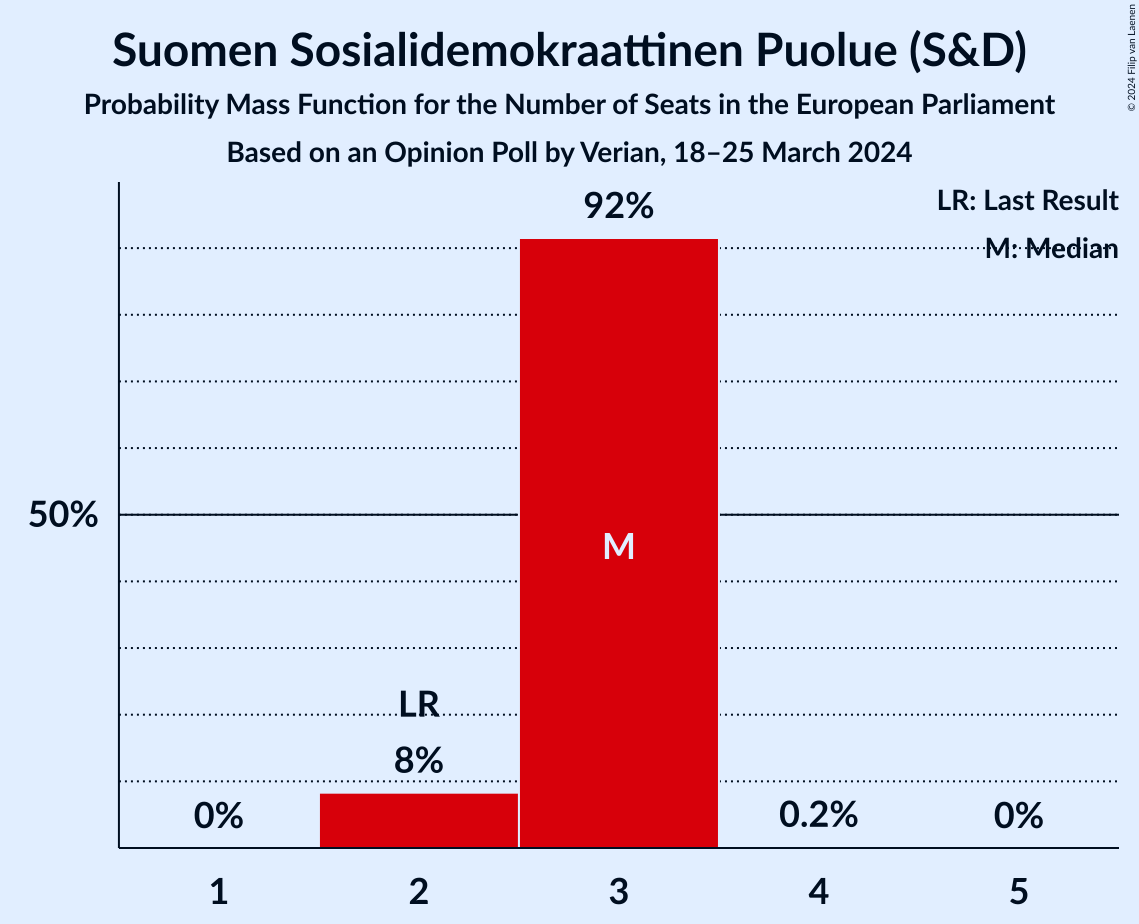 Suomen Sosialidemokraattinen Puolue (S&D)
Probability Mass Function for the Number of Seats in the European Parliament
Based on an Opinion Poll by Verian, 18–25 March 2024
© 2024 Filip van Laenen
LR: Last Result
M: Median
92%
50%
M
LR
8%
0%
0.2%
0%
1 2 3 4 5